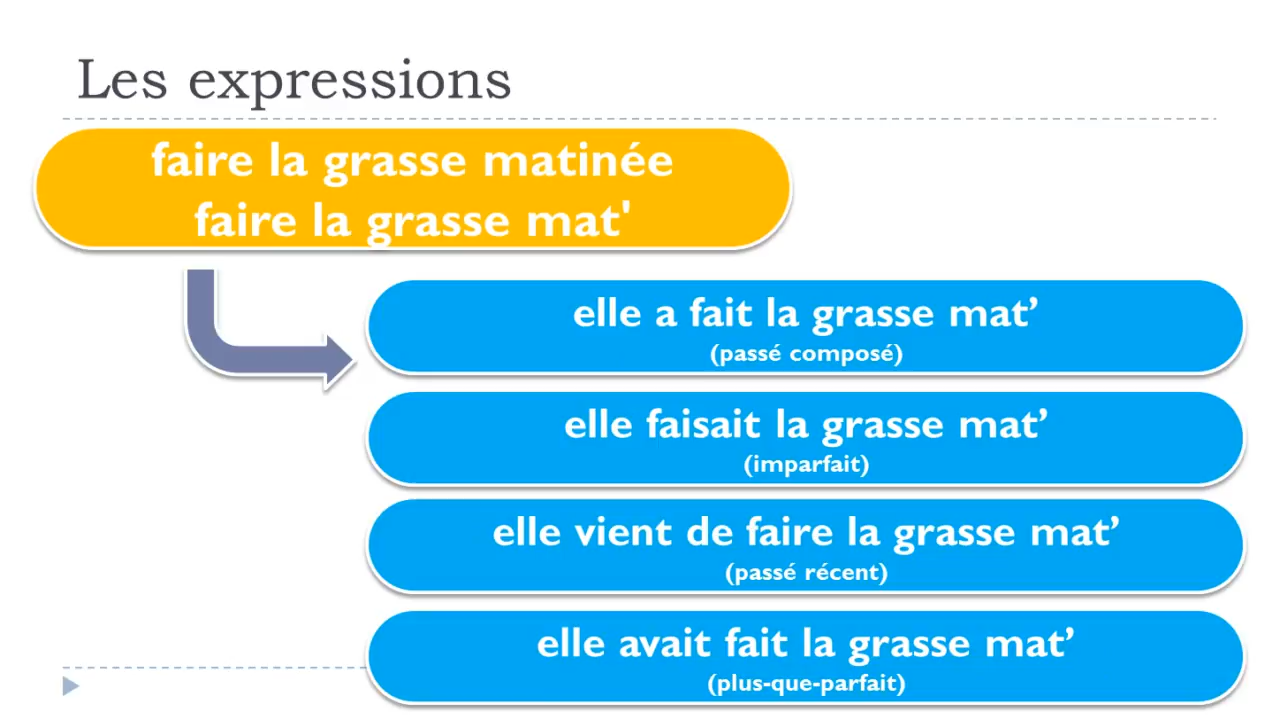 Les expressions
faire la grasse matinée
faire la grasse mat'
elle a fait la grasse mat’
(passé composé)
elle faisait la grasse mat’
(imparfait)
elle vient de faire la grasse mat’
(passé récent)
elle avait fait la grasse mat’
(plus-que-parfait)